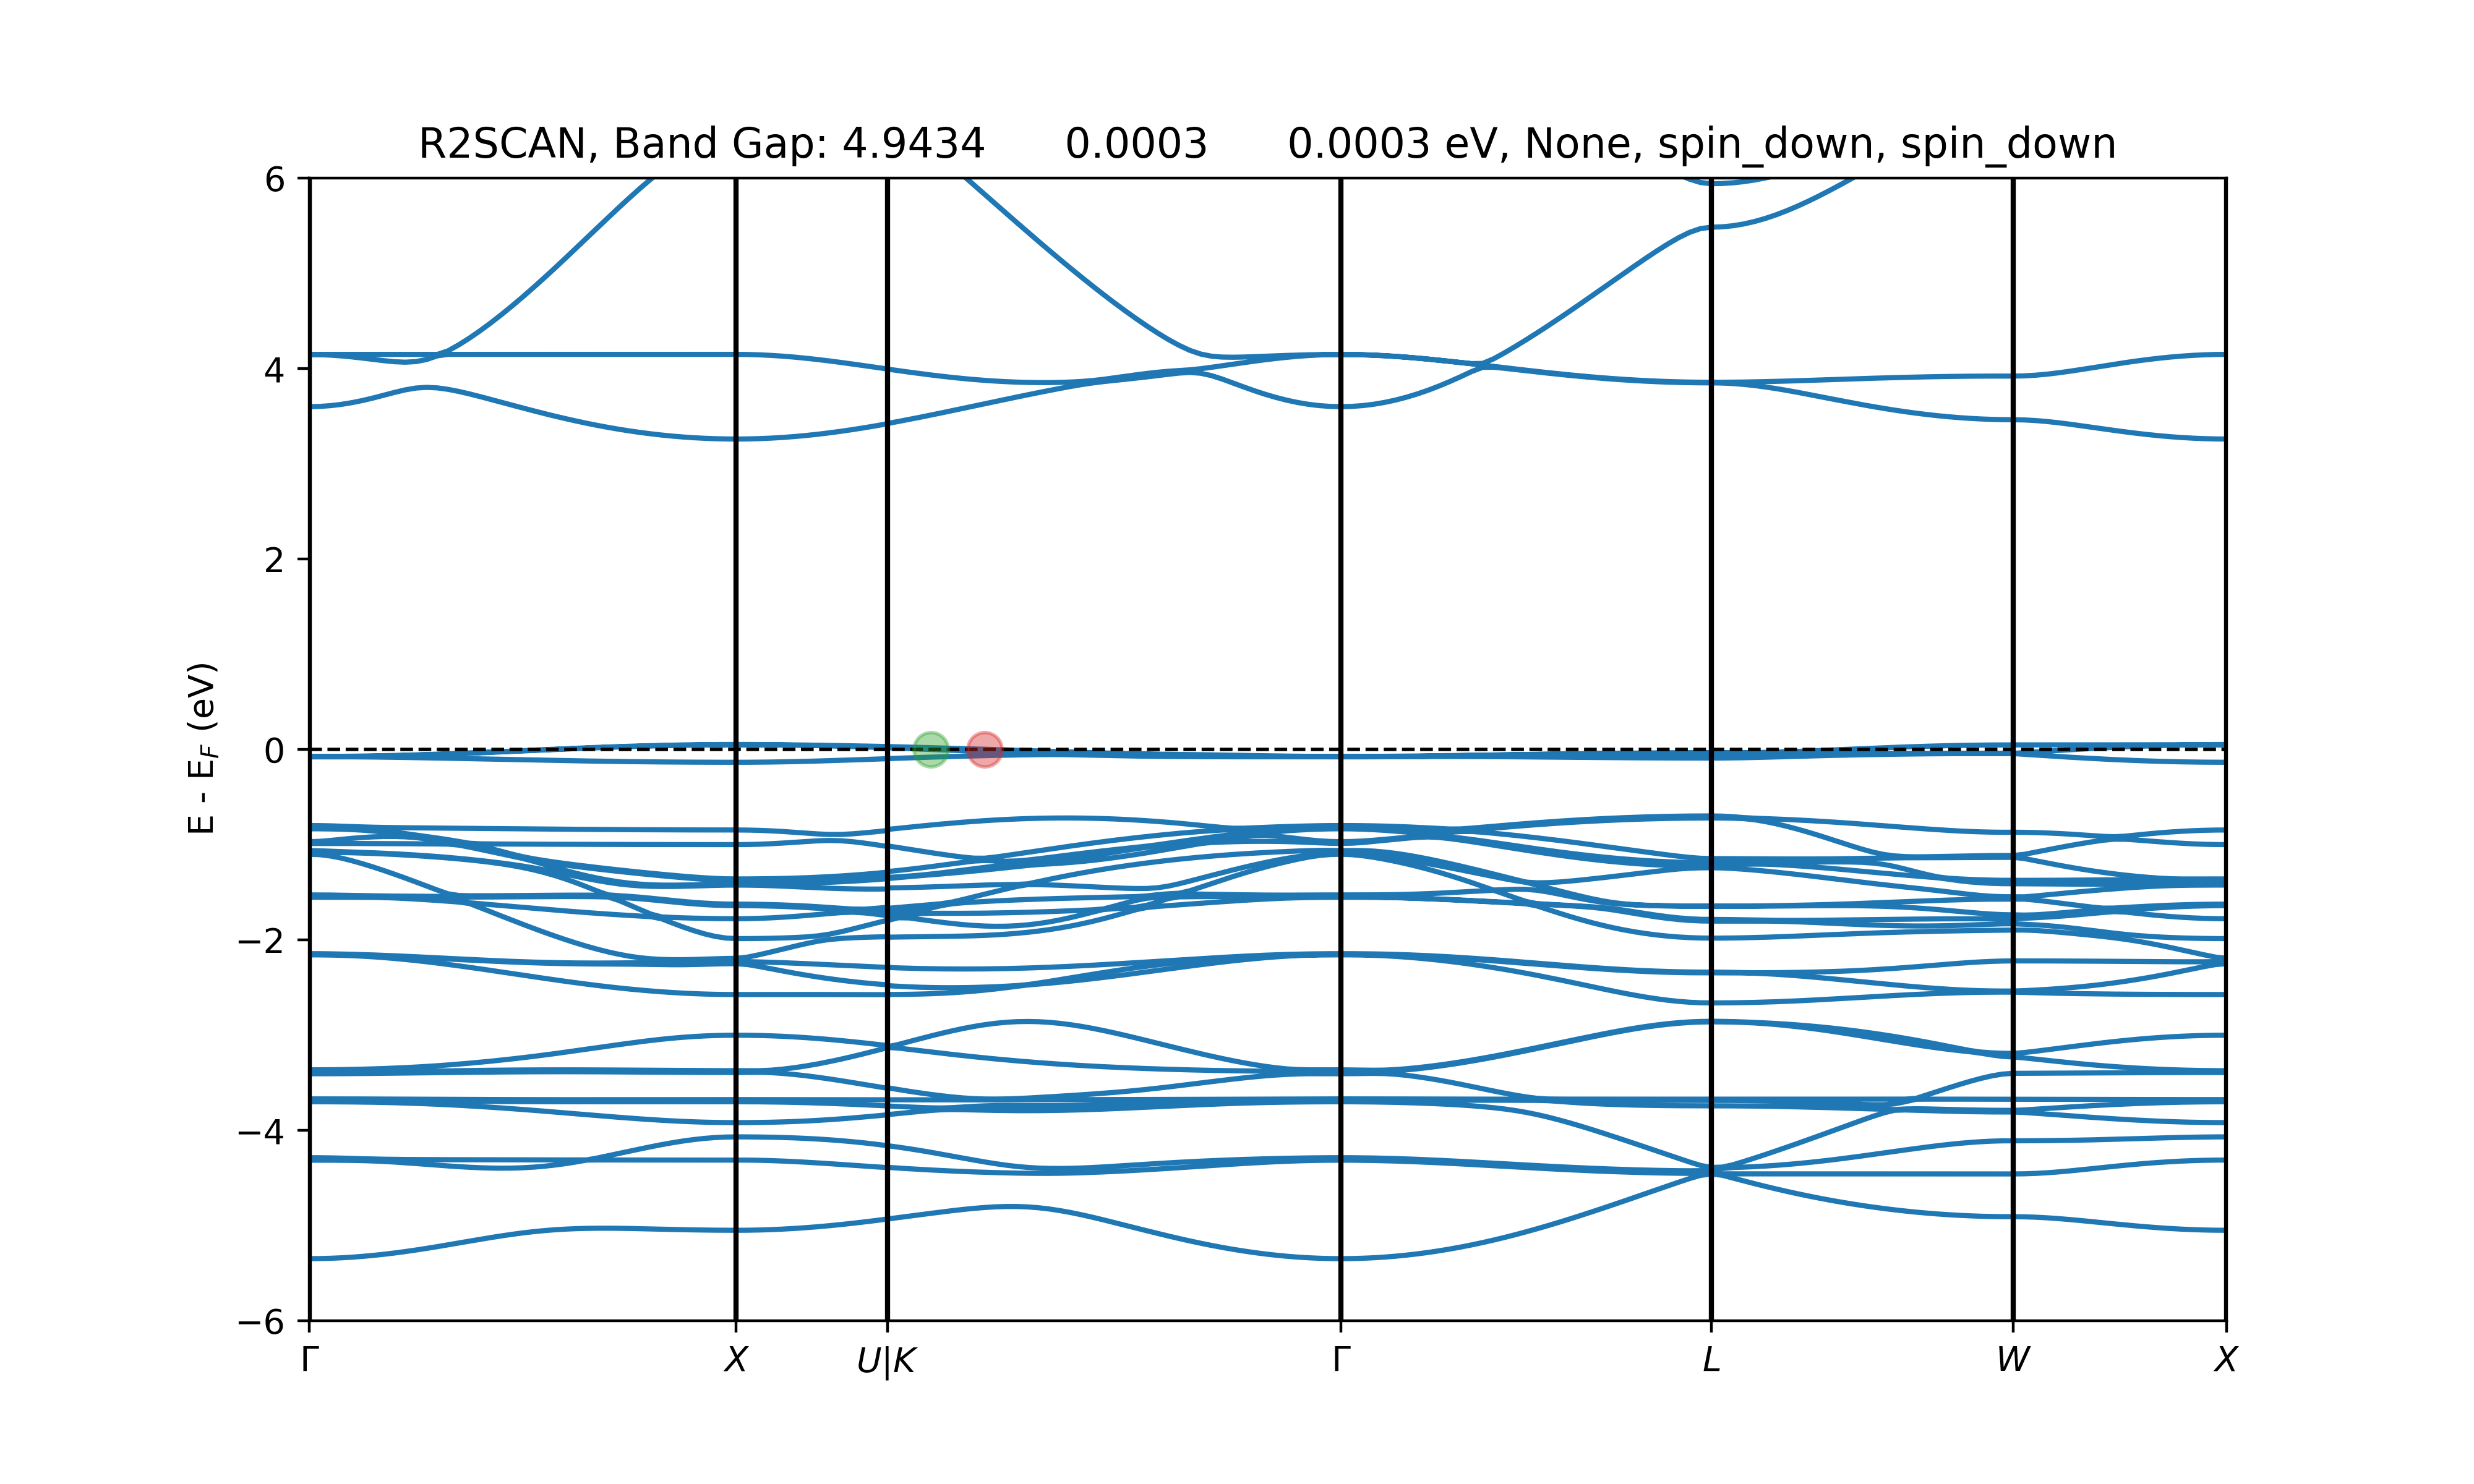 R2SCAN, Band Gap: 4.9434 0.0003 0.0003 eV, None, spin_down, spin_down
E - E_F (eV)
6
4
2
0
−2
−4
−6
Γ X U|K Γ L W X